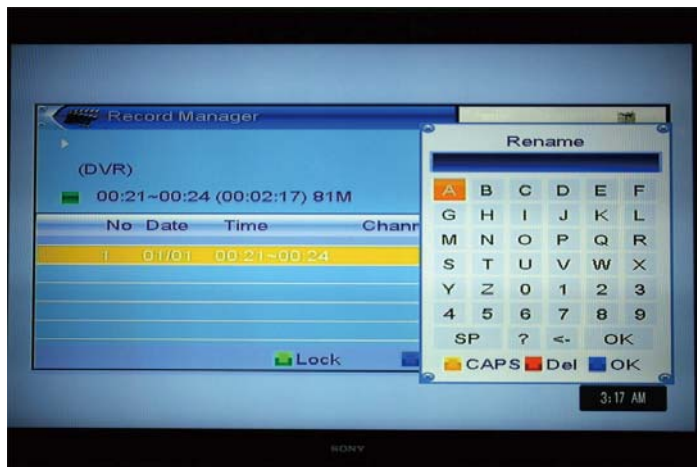 Record Manager
(DVR)
00:21~00:24 (00:02:17) 81M
No Date Time Chann
1 01/01 00:21~00:24
Lock
Rename
A B C D E F
G H I J K L
M N O P Q R
S T U V W X
Y Z 0 1 2 3
4 5 6 7 8 9
SP ? <- OK
CAPS Del OK
3:17 AM
SONY